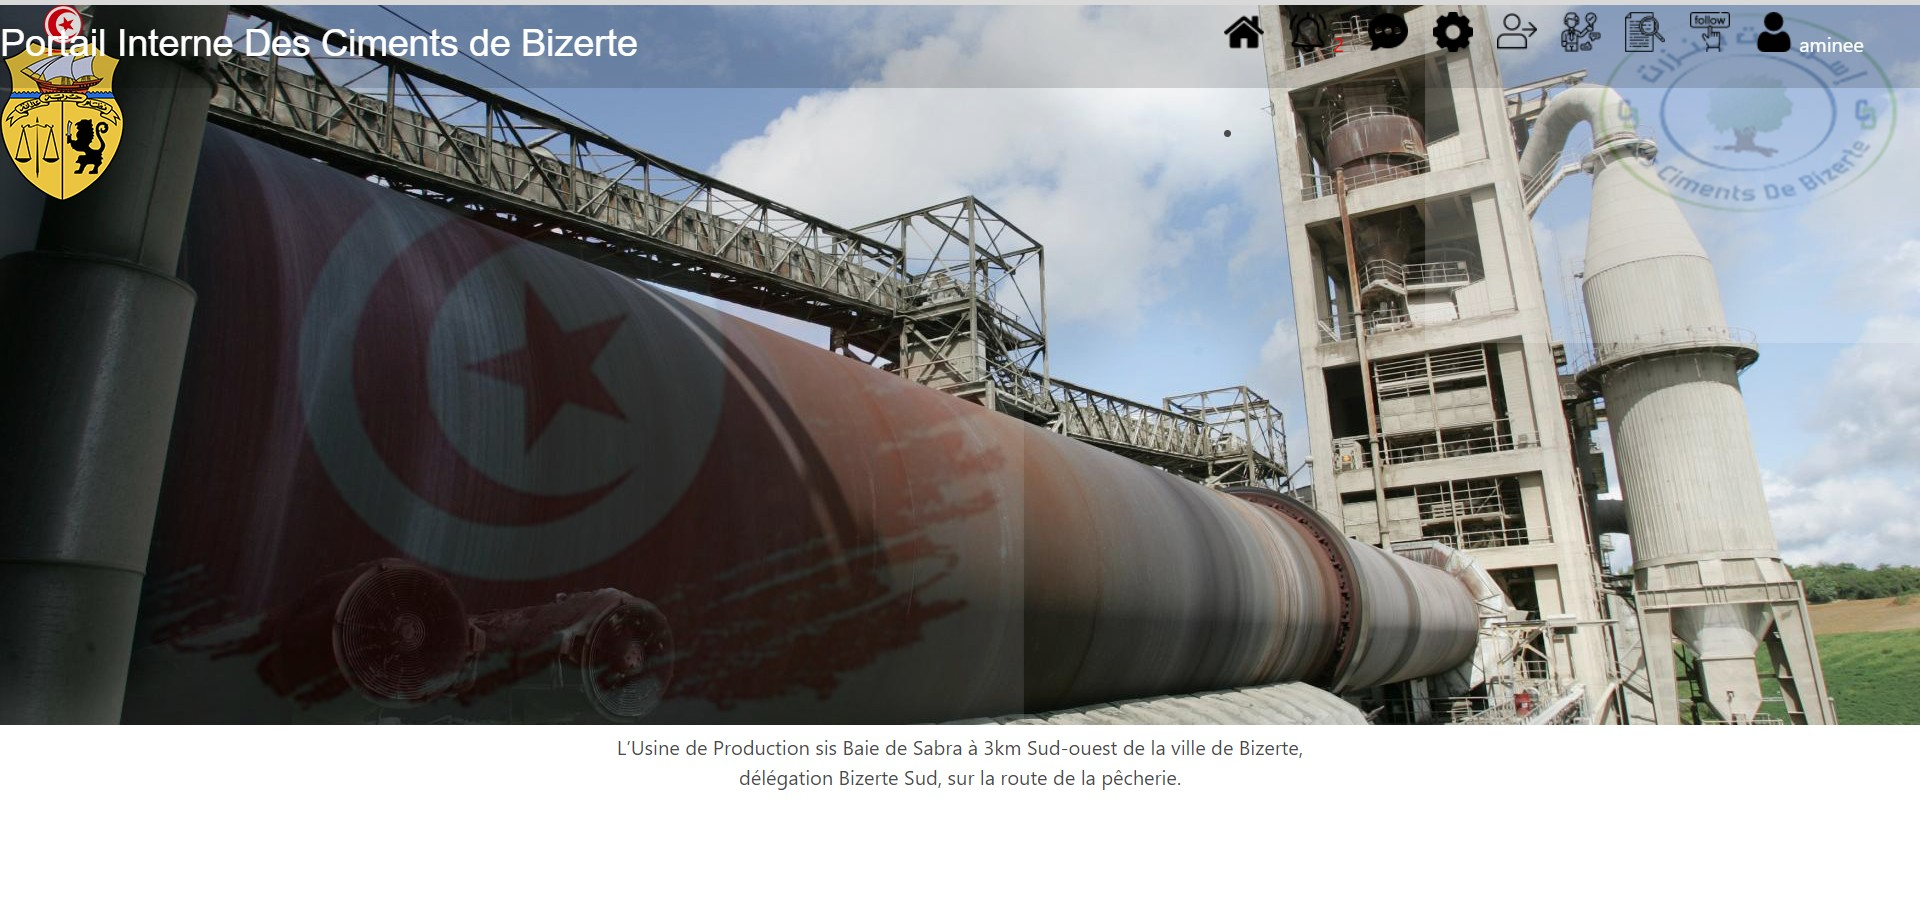 Portail Interne Des Ciments de Bizerte
2
follow
aminee
Ciments De Bizerte
L'Usine de Production sis Baie de Sabra à 3km Sud-ouest de la ville de Bizerte,
délégation Bizerte Sud, sur la route de la pêcherie.